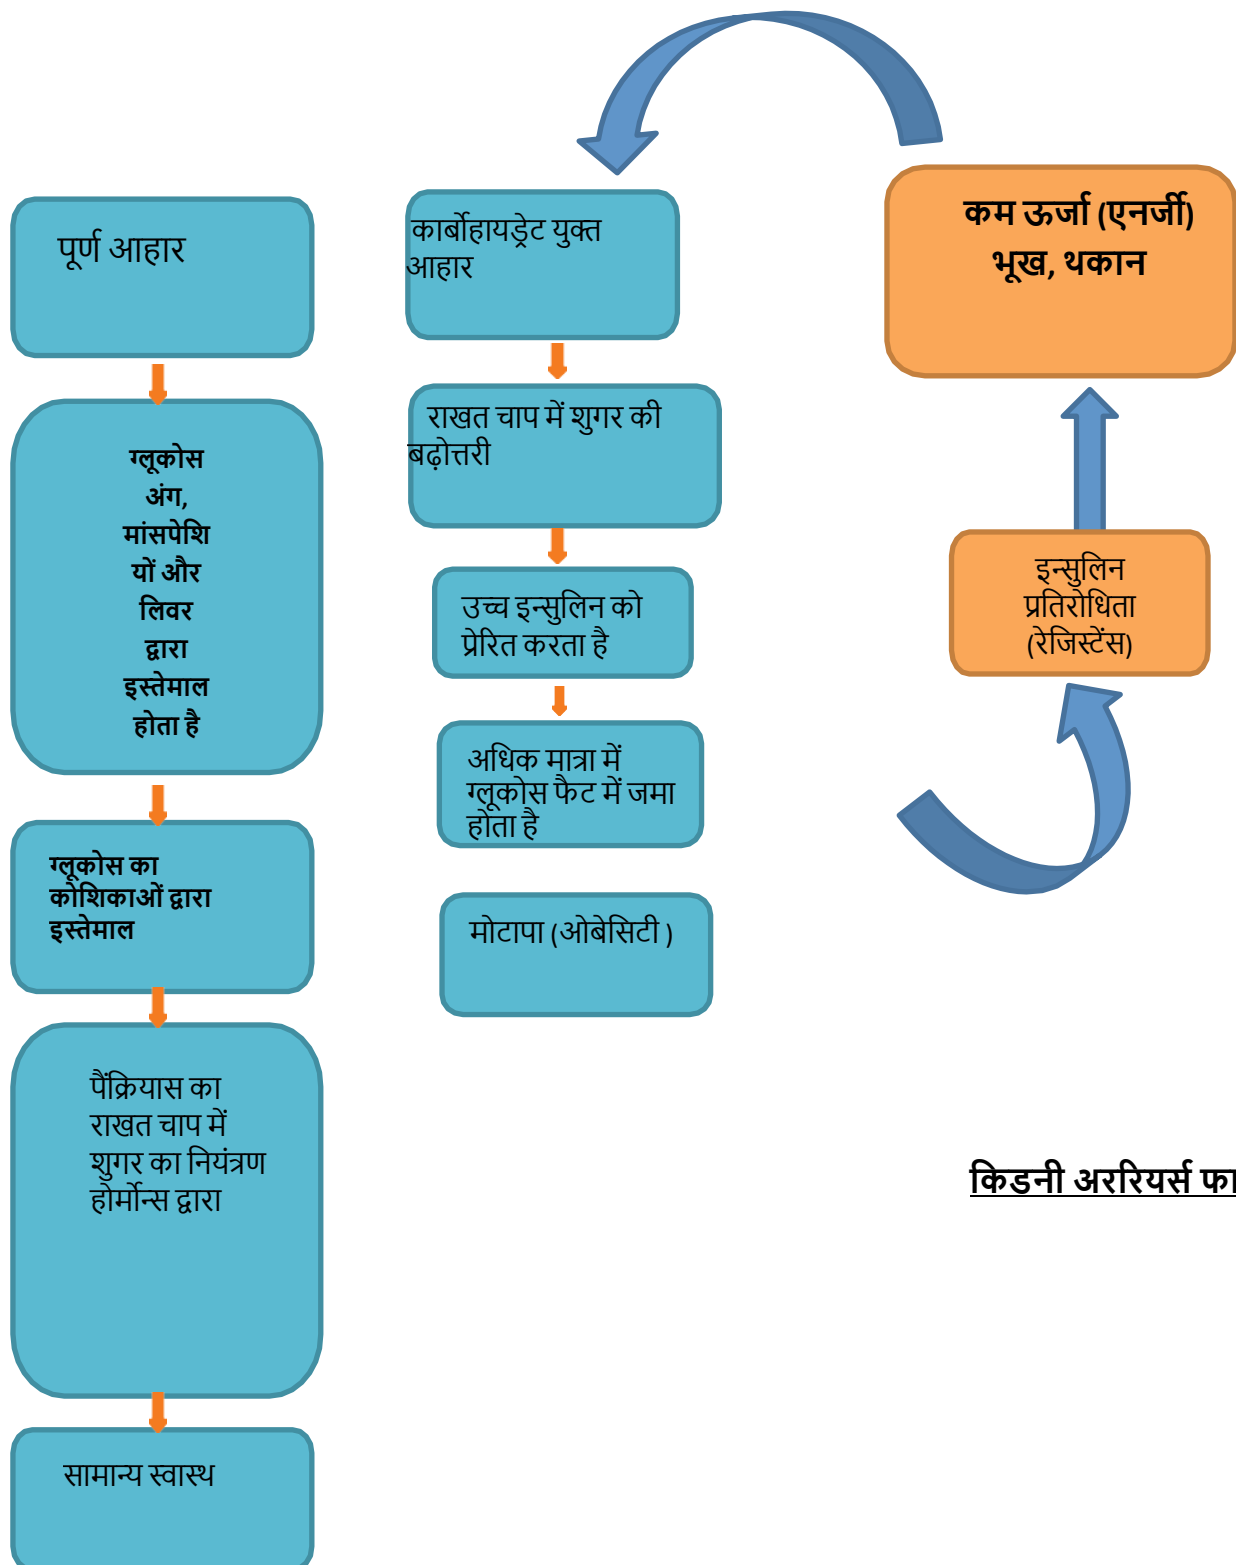 पूर्ण आहार
ग्लूकोस
अंग,
मांसपेशि
यों और
लिवर
द्वारा
इस्तेमाल
होता है
ग्लूकोस का
कोशिकाओं द्वारा
इस्तेमाल
पैंक्रियास का
राखत चाप में
शुगर का नियंत्रण
होर्मोन्स द्वारा
सामान्य स्वास्थ
कार्बोहायड्रेट युक्त
आहार
राखत चाप में शुगर की
बढ़ोत्तरी
उच्च इन्सुलिन को
प्रेरित करता है
अधिक मात्रा में
ग्लूकोस फैट में जमा
होता है
मोटापा (ओबेसिटी )
कम ऊर्जा (एनर्जी)
भूख, थकान
इन्सुलिन
प्रतिरोधिता
(रेजिस्टेंस)
किडनी अररियर्स